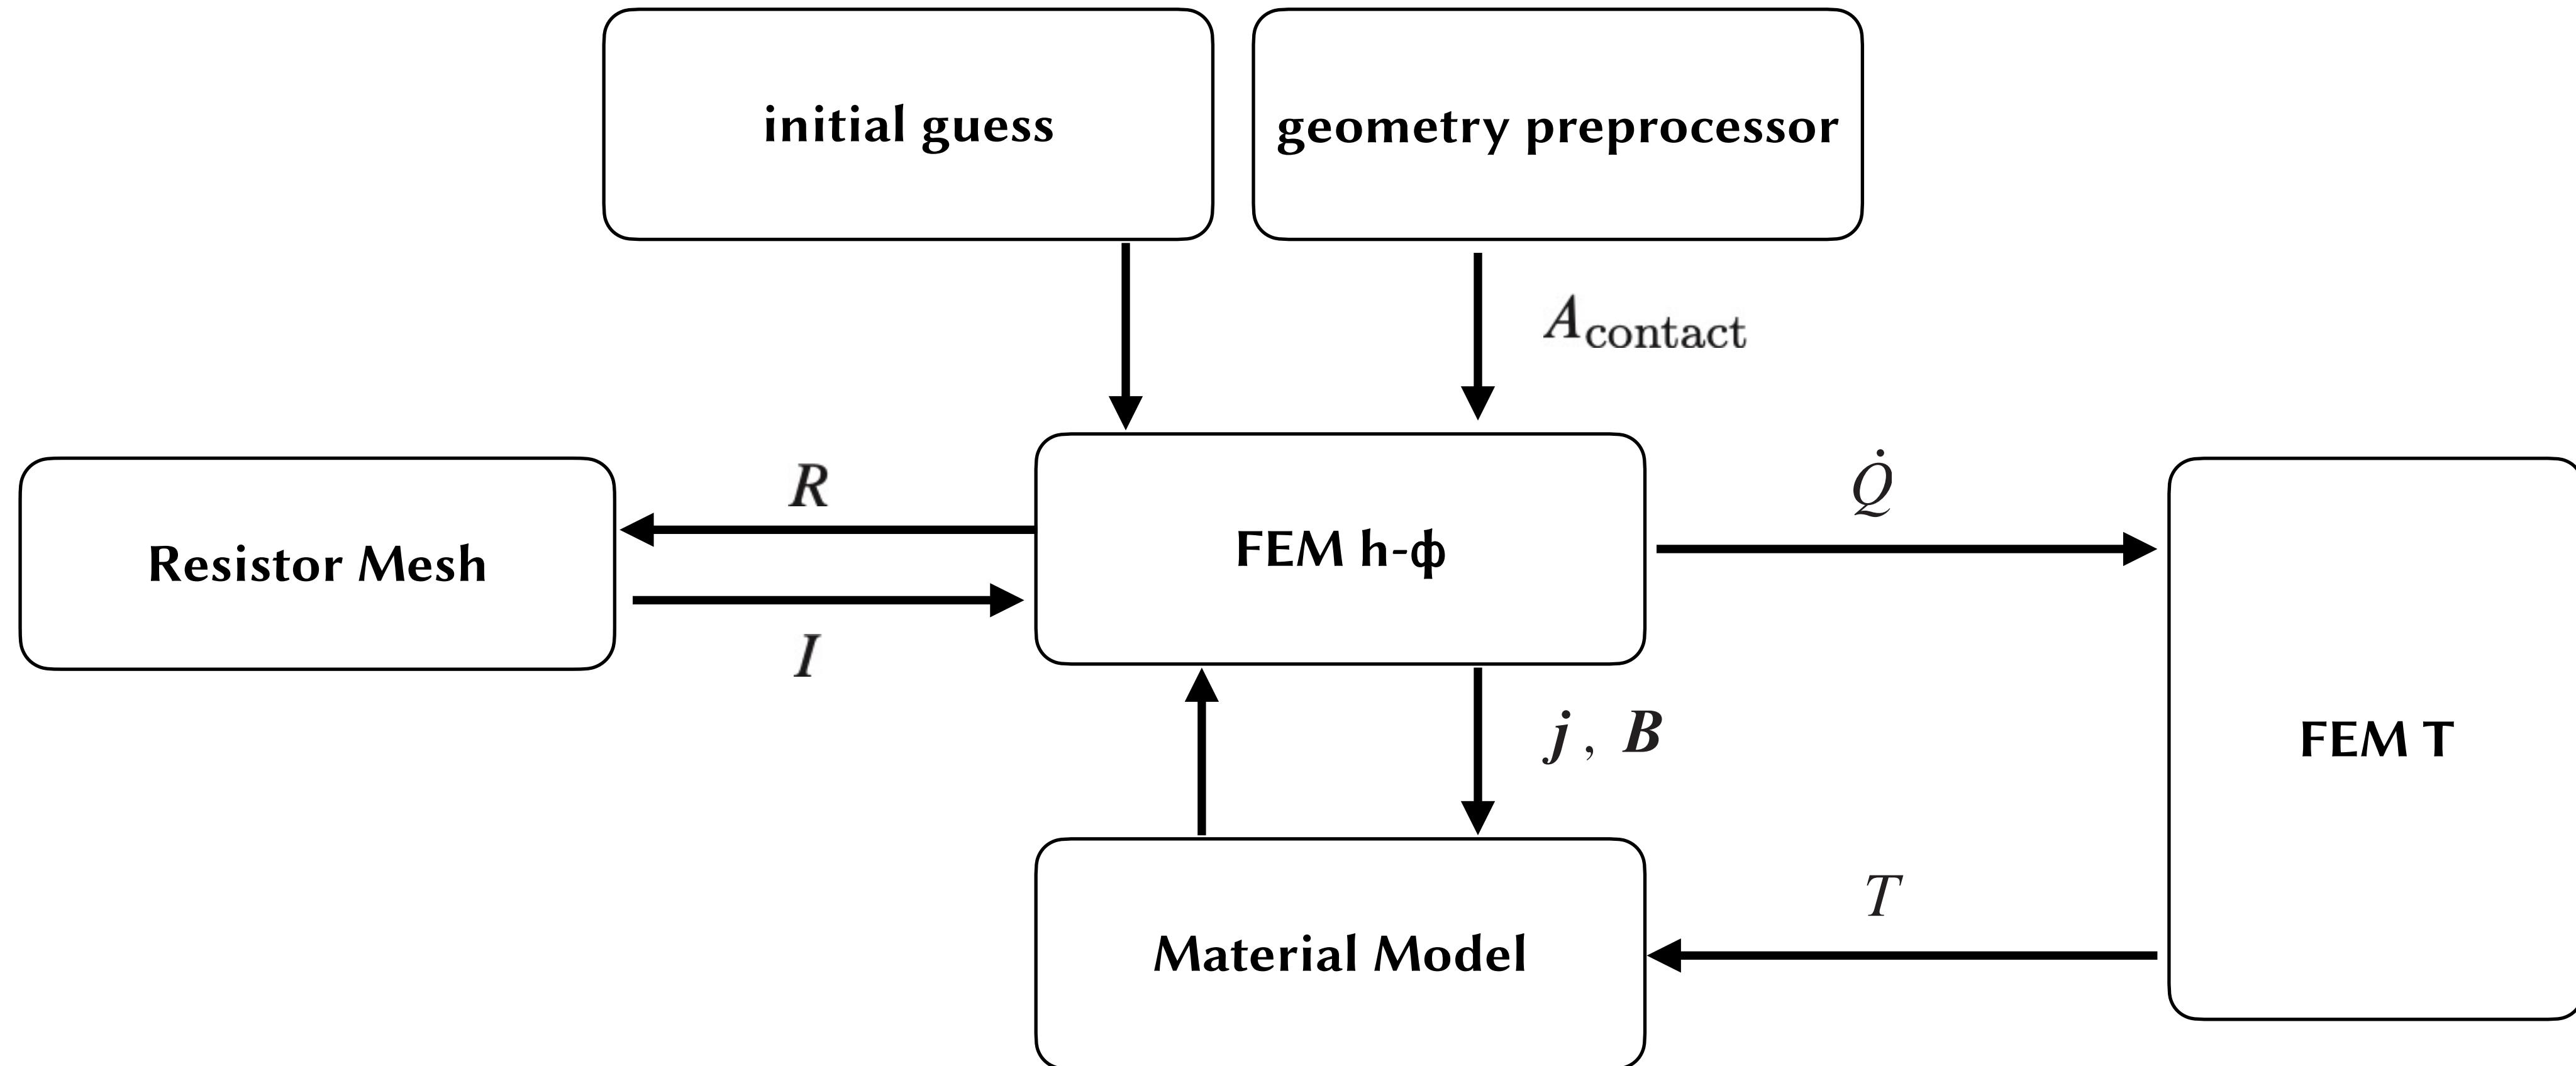 initial guess
geometry preprocessor
A_contact
R
Q̇
Resistor Mesh
FEM h-ϕ
I
j , B
FEM T
T
Material Model